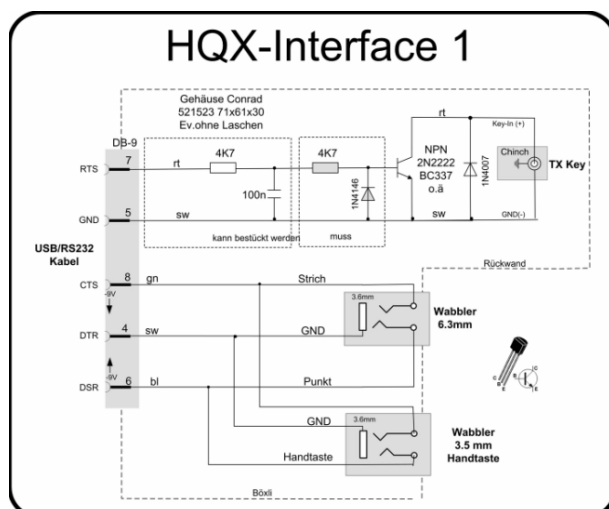 HQX-Interface 1
Gehäuse Conrad
521523 71x61x30
Ev.ohne Laschen
DB-9
rt
Key-In (+)
RTS
7
rt
4K7
4K7
NPN
2N2222
BC337
o.ä
1N4007
Chinch
TX Key
100n
1N4146
GND
5
sw
kann bestückt werden
muss
sw
GND(-)
USB/RS232
Kabel
Rückwand
CTS
8
gn
Strich
-9V
3.6mm
Wabbler
6.3mm
DTR
4
sw
GND
-9V
DSR
6
bl
Punkt
C
B
E
B
C
E
GND
3.6mm
Wabbler
3.5 mm
Handtaste
Handtaste
Böxli